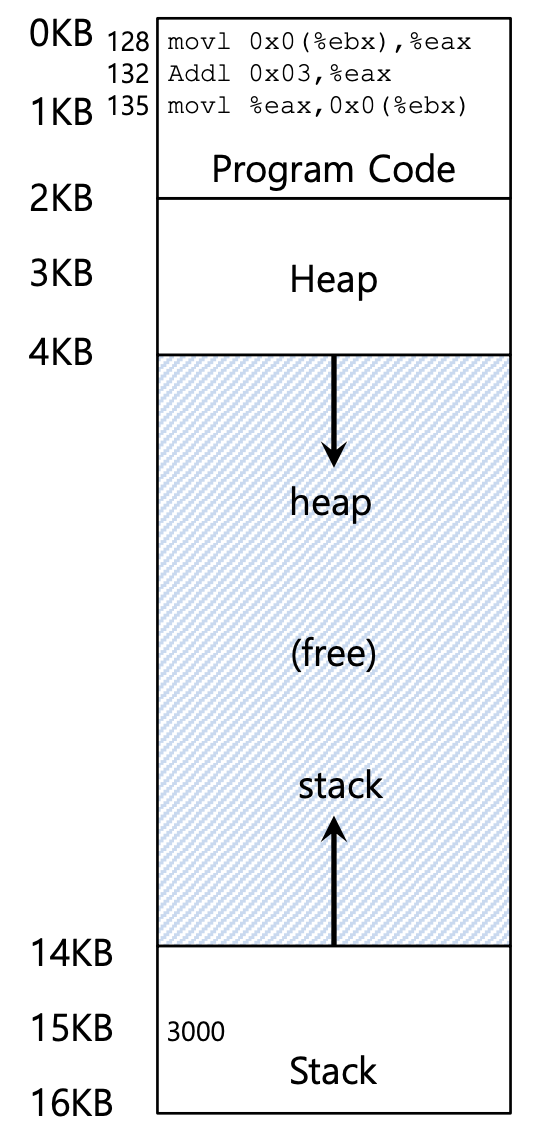 0KB
128 movl 0x0(%ebx),%eax
132 Addl 0x03,%eax
1KB 135 movl %eax,0x0(%ebx)
Program Code
2KB
3KB Heap
4KB
heap
(free)
stack
14KB
15KB 3000
Stack
16KB